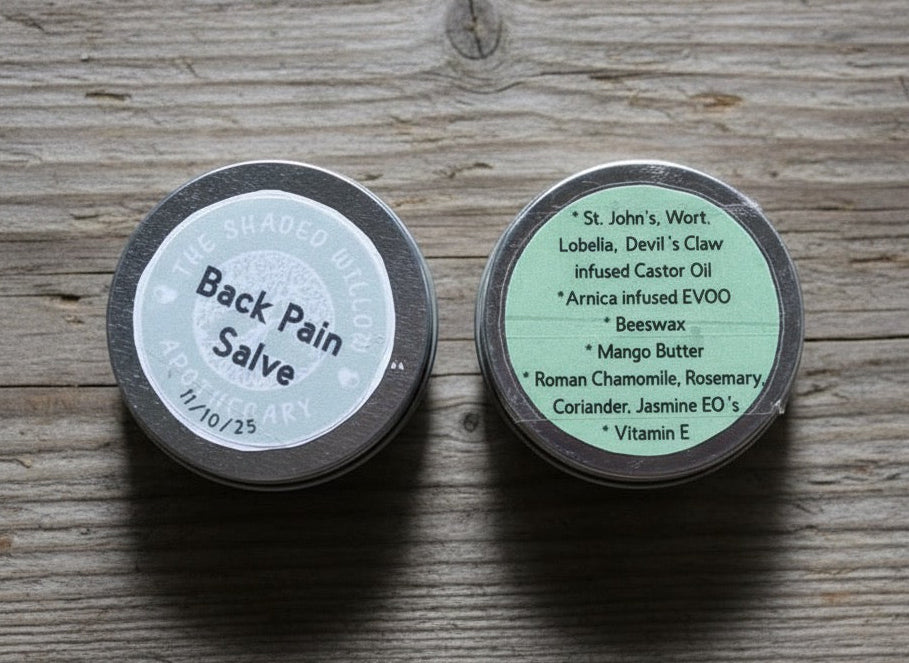 THE SHADED WILLOW
Back Pain
Salve
APOTHECARY
11/10/25
* St. John's, Wort.
Lobelia, Devil's Claw
infused Castor Oil
*Arnica infused EVOO
* Beeswax
* Mango Butter
* Roman Chamomile, Rosemary,
Coriander, Jasmine EO's
* Vitamin E